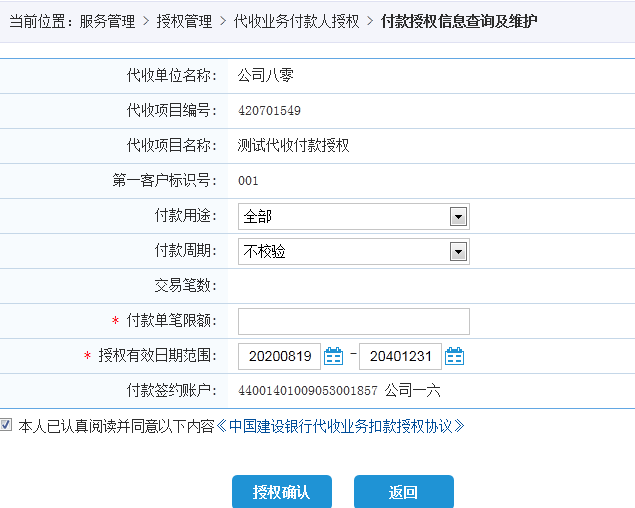 当前位置：服务管理 > 授权管理 > 代收业务付款人授权 > 付款授权信息查询及维护
代收单位名称: 公司八零
代收项目编号: 420701549
代收项目名称: 测试代收付款授权
第一客户标识号: 001
付款用途: 全部
付款周期: 不校验
交易笔数:
* 付款单笔限额:
* 授权有效日期范围: 20200819 - 20401231
付款签约账户: 44001401009053001857 公司一六
本人已认真阅读并同意以下内容《中国建设银行代收业务扣款授权协议》
授权确认 返回